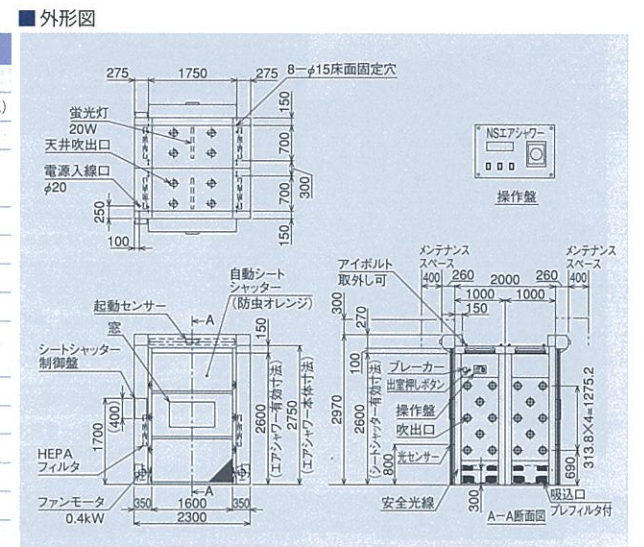 ■外形図
275
1750
275
8－φ15床面固定穴
150
700
300
700
150
蛍光灯
20W
天井吹出口
電源入線口
φ20
250
100
NSエアシャワー
操作盤
自動シート
シャッター
(防虫オレンジ)
起動センサー
A
窓
シートシャッター
制御盤
1700
(400)
HEPA
フィルタ
ファンモータ
0.4kW
A
350
1600
350
2300
150
2600
(エアシャワー有効寸法)
2750
(エアシャワー本体寸法)
メンテナンス
スペース
メンテナンス
スペース
アイボルト
取外し可
400
260
2000
260
400
1000
1000
150
300
270
2970
2600
(シートシャッター有効寸法)
100
ブレーカー
出室押しボタン
操作盤
吹出口
光センサー
800
安全光線
300
313.8×4=1275.2
690
吸込口
プレフィルタ付
A－A断面図